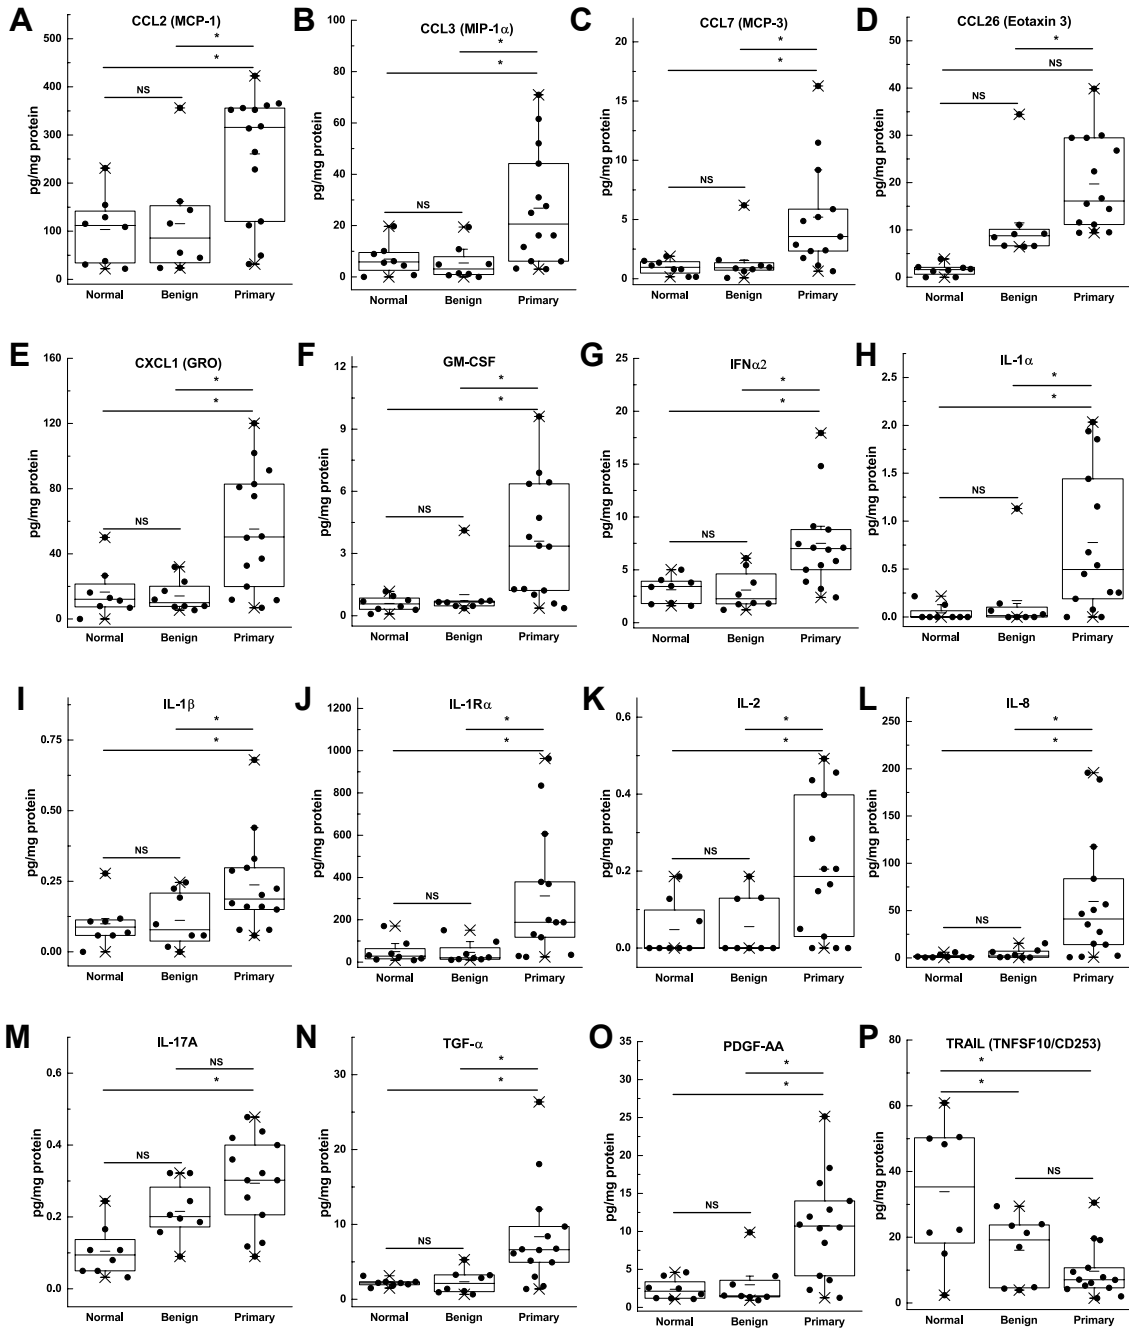 A
CCL2 (MCP-1)
pg/mg protein
500
400
300
200
100
0
*
*
NS
Normal Benign Primary
B
CCL3 (MIP-1α)
pg/mg protein
100
80
60
40
20
0
*
*
NS
Normal Benign Primary
C
CCL7 (MCP-3)
pg/mg protein
20
15
10
5
0
*
*
NS
Normal Benign Primary
D
CCL26 (Eotaxin 3)
pg/mg protein
50
40
30
20
10
0
*
NS
NS
Normal Benign Primary
E
CXCL1 (GRO)
pg/mg protein
160
120
80
40
0
*
*
NS
Normal Benign Primary
F
GM-CSF
pg/mg protein
12
9
6
3
0
*
*
NS
Normal Benign Primary
G
IFNα2
pg/mg protein
25
20
15
10
5
0
*
*
NS
Normal Benign Primary
H
IL-1α
pg/mg protein
2.5
2.0
1.5
1.0
0.5
0.0
*
*
NS
Normal Benign Primary
I
IL-1β
pg/mg protein
0.75
0.50
0.25
0.00
*
*
NS
Normal Benign Primary
J
IL-1Rα
pg/mg protein
1200
1000
800
600
400
200
0
*
*
NS
Normal Benign Primary
K
IL-2
pg/mg protein
0.6
0.4
0.2
0.0
*
*
NS
Normal Benign Primary
L
IL-8
pg/mg protein
250
200
150
100
50
0
*
*
NS
Normal Benign Primary
M
IL-17A
pg/mg protein
0.6
0.4
0.2
0.0
NS
*
NS
Normal Benign Primary
N
TGF-α
pg/mg protein
30
20
10
0
*
*
NS
Normal Benign Primary
O
PDGF-AA
pg/mg protein
35
30
25
20
15
10
5
0
*
*
NS
Normal Benign Primary
P
TRAIL (TNFSF10/CD253)
pg/mg protein
80
60
40
20
0
*
*
NS
Normal Benign Primary